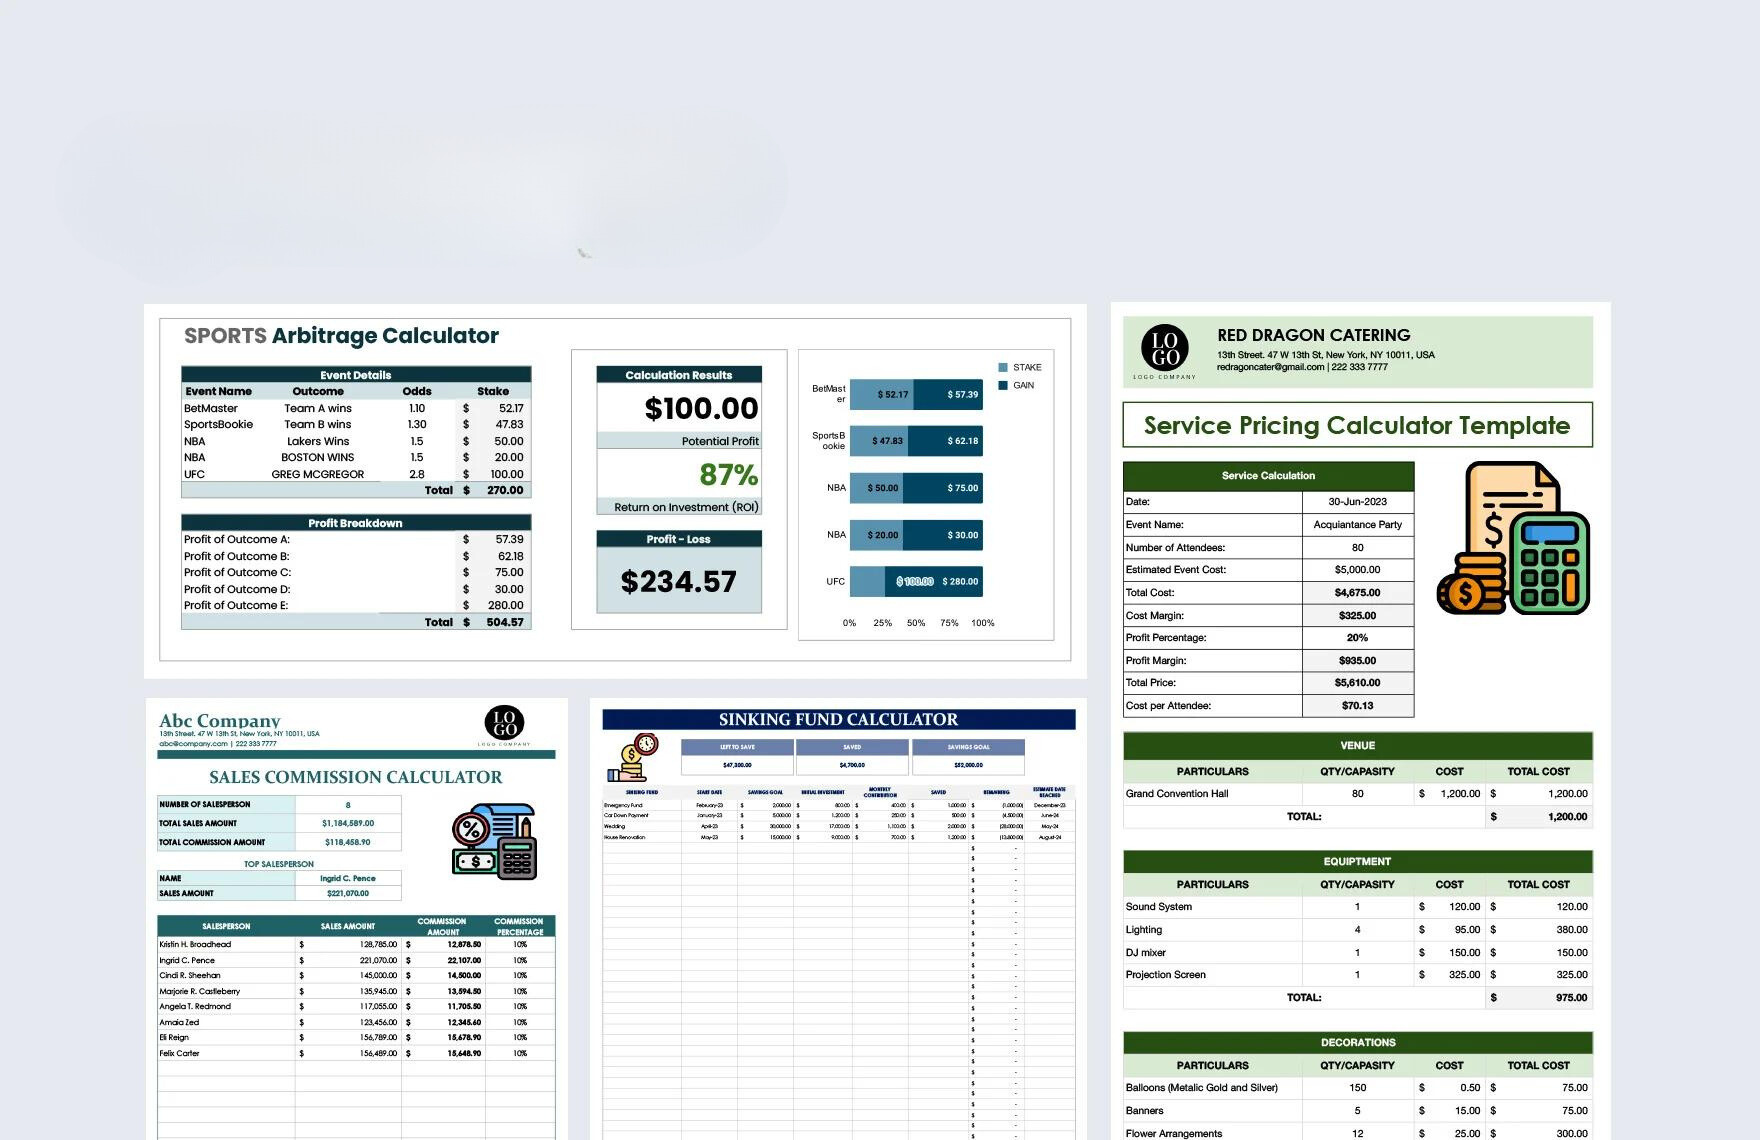 SPORTS Arbitrage Calculator
Event Details
Event Name Outcome Odds Stake
BetMaster Team A wins 1.10 $ 52.17
SportsBookie Team B wins 1.30 $ 47.83
NBA Lakers Wins 1.5 $ 50.00
NBA BOSTON WINS 1.5 $ 20.00
UFC GREG MCGREGOR 2.8 $ 100.00
Total $ 270.00
Profit Breakdown
Profit of Outcome A: $ 57.39
Profit of Outcome B: $ 62.18
Profit of Outcome C: $ 75.00
Profit of Outcome D: $ 30.00
Profit of Outcome E: $ 280.00
Total $ 504.57
Calculation Results
$100.00
Potential Profit
87%
Return on Investment (ROI)
Profit - Loss
$234.57
STAKE
GAIN
BetMast
er
$ 52.17 $ 57.39
SportsB
ookie
$ 47.83 $ 62.18
NBA $ 50.00 $ 75.00
NBA $ 20.00 $ 30.00
UFC $ 100.00 $ 280.00
0% 25% 50% 75% 100%
Abc Company
13th Street. 47 W 13th St, New York, NY 10011, USA
abc@company.com | 222 333 7777
LO
GO
LOGO COMPANY
SALES COMMISSION CALCULATOR
NUMBER OF SALESPERSON 8
TOTAL SALES AMOUNT $1,184,589.00
TOTAL COMMISSION AMOUNT $118,458.90
TOP SALESPERSON
NAME Ingrid C. Pence
SALES AMOUNT $221,070.00
SALESPERSON SALES AMOUNT COMMISSION AMOUNT COMMISSION PERCENTAGE
Kristin H. Broadhead $ 128,785.00 $ 12,878.50 10%
Ingrid C. Pence $ 221,070.00 $ 22,107.00 10%
Cindi R. Sheehan $ 145,000.00 $ 14,500.00 10%
Marjorie R. Castleberry $ 135,945.00 $ 13,594.50 10%
Angela T. Redmond $ 117,055.00 $ 11,705.50 10%
Amaia Zed $ 123,456.00 $ 12,345.60 10%
Eli Reign $ 156,789.00 $ 15,678.90 10%
Felix Carter $ 156,489.00 $ 15,648.90 10%
SINKING FUND CALCULATOR
LEFT TO SAVE SAVED SAVINGS GOAL
$47,300.00 $4,700.00 $52,000.00
SINKING FUND START DATE SAVINGS GOAL INITIAL INVESTMENT MONTHLY CONTRIBUTION SAVED REMAINING ESTIMATE DATE REACHED
Emergency Fund February-23 $ 2,000.00 $ 800.00 $ 400.00 $ 1,000.00 $ (1,000.00) December-23
Car Down Payment January-23 $ 5,000.00 $ 1,200.00 $ 250.00 $ 500.00 $ (4,500.00) June-24
Wedding April-23 $ 30,000.00 $ 17,000.00 $ 1,100.00 $ 2,000.00 $ (28,000.00) May-24
House Renovation May-23 $ 15,000.00 $ 9,000.00 $ 700.00 $ 1,200.00 $ (13,800.00) August-24
LO
GO
LOGO COMPANY
RED DRAGON CATERING
13th Street. 47 W 13th St, New York, NY 10011, USA
redragoncater@gmail.com | 222 333 7777
Service Pricing Calculator Template
Service Calculation
Date: 30-Jun-2023
Event Name: Acquiantance Party
Number of Attendees: 80
Estimated Event Cost: $5,000.00
Total Cost: $4,675.00
Cost Margin: $325.00
Profit Percentage: 20%
Profit Margin: $935.00
Total Price: $5,610.00
Cost per Attendee: $70.13
VENUE
PARTICULARS QTY/CAPACITY COST TOTAL COST
Grand Convention Hall 80 $ 1,200.00 $ 1,200.00
TOTAL: $ 1,200.00
EQUIPTMENT
PARTICULARS QTY/CAPACITY COST TOTAL COST
Sound System 1 $ 120.00 $ 120.00
Lighting 4 $ 95.00 $ 380.00
DJ mixer 1 $ 150.00 $ 150.00
Projection Screen 1 $ 325.00 $ 325.00
TOTAL: $ 975.00
DECORATIONS
PARTICULARS QTY/CAPACITY COST TOTAL COST
Balloons (Metalic Gold and Silver) 150 $ 0.50 $ 75.00
Banners 5 $ 15.00 $ 75.00
Flower Arrangements 12 $ 25.00 $ 300.00